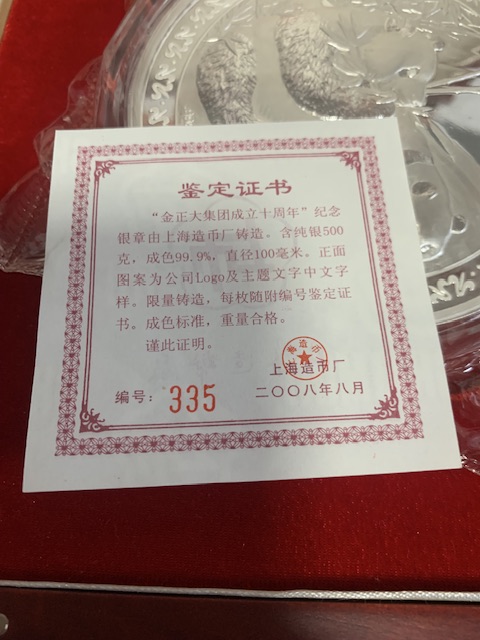 鉴定证书
“金正大集团成立十周年”纪念
银章由上海造币厂铸造。含纯银500
克，成色99.9%，直径100毫米。正面
图案为公司Logo及主题文字中文字
样。限量铸造，每枚随附编号鉴定证
书。成色标准，重量合格。
谨此证明。
上海造币厂
编号：335
二〇〇八年八月